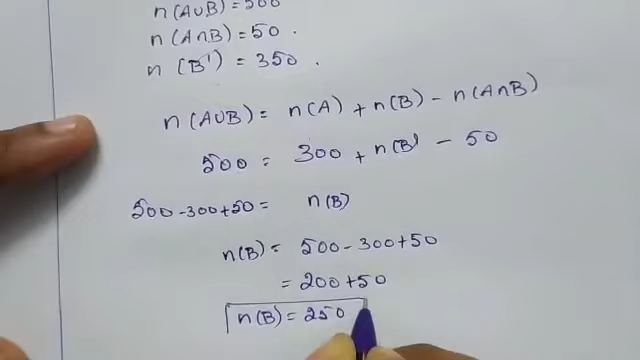 n(A∪B) = 500
n(A∩B) = 50.
n(B') = 350.
n(A∪B) = n(A) + n(B) - n(A∩B)
500 = 300 + n(B) - 50
500-300+50 = n(B)
n(B) = 500-300+50
= 200+50
n(B) = 250